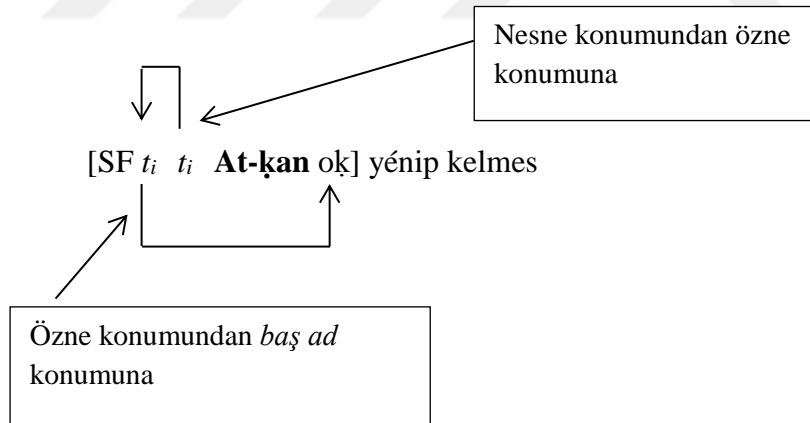 Nesne konumundan özne
konumuna
[SF tᵢ tᵢ At-ḳan oḳ] yénip kelmes
Özne konumundan baş ad
konumuna